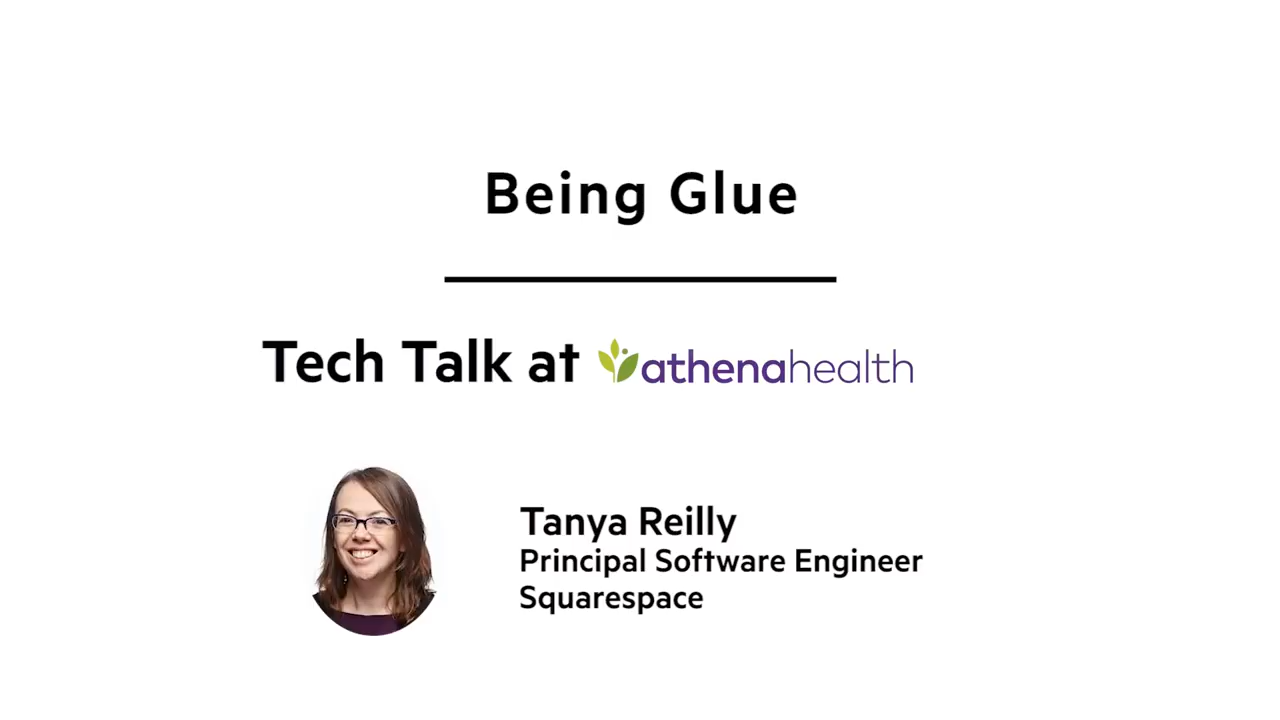 Being Glue
Tech Talk at athenahealth
Tanya Reilly
Principal Software Engineer
Squarespace